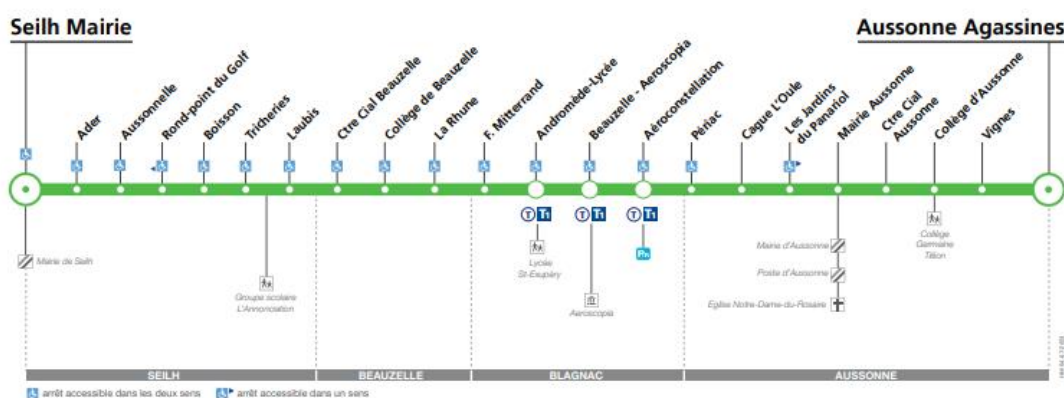 Seilh Mairie
Aussonne Agassines
Ader
Aussonnelle
Rond-point du Golf
Boisson
Tricheries
Laubis
Ctre Cial Beauzelle
Collège de Beauzelle
La Rhune
F. Mitterrand
Andromède-Lycée
Beauzelle - Aeroscopia
Aéroconstellation
Périac
Cague L'Oule
Les Jardins
du Panariol
Mairie Aussonne
Ctre Cial
Aussonne
Collège d'Aussonne
Vignes
T T1
T T1
T T1
Mairie de Seilh
Groupe scolaire
L'Annonciation
Lycée
St-Exupéry
Aeroscopia
Mairie d'Aussonne
Poste d'Aussonne
Eglise Notre-Dame-du-Rosaire
Collège
Germaine
Tillion
SEILH
BEAUZELLE
BLAGNAC
AUSSONNE
arrêt accessible dans les deux sens
arrêt accessible dans un sens